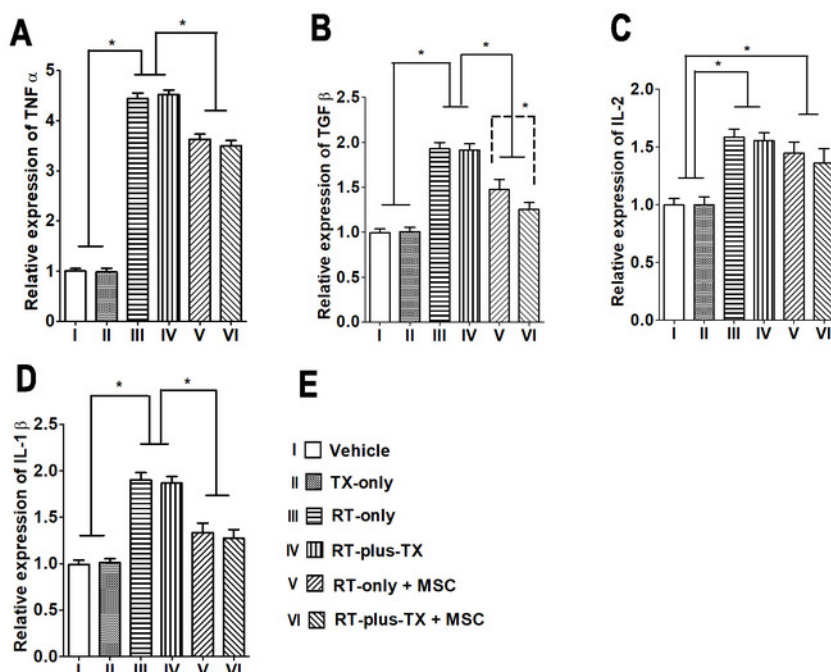 A
Relative expression of TNF α
5
4
3
2
1
0
* *
I II III IV V VI
B
Relative expression of TGF β
2.5
2.0
1.5
1.0
0.5
0.0
* * *
I II III IV V VI
C
Relative expression of IL-2
2.0
1.5
1.0
0.5
0.0
* *
I II III IV V VI
D
Relative expression of IL-1 β
2.5
2.0
1.5
1.0
0.5
0.0
* *
I II III IV V VI
E
I Vehicle
II TX-only
III RT-only
IV RT-plus-TX
V RT-only + MSC
VI RT-plus-TX + MSC